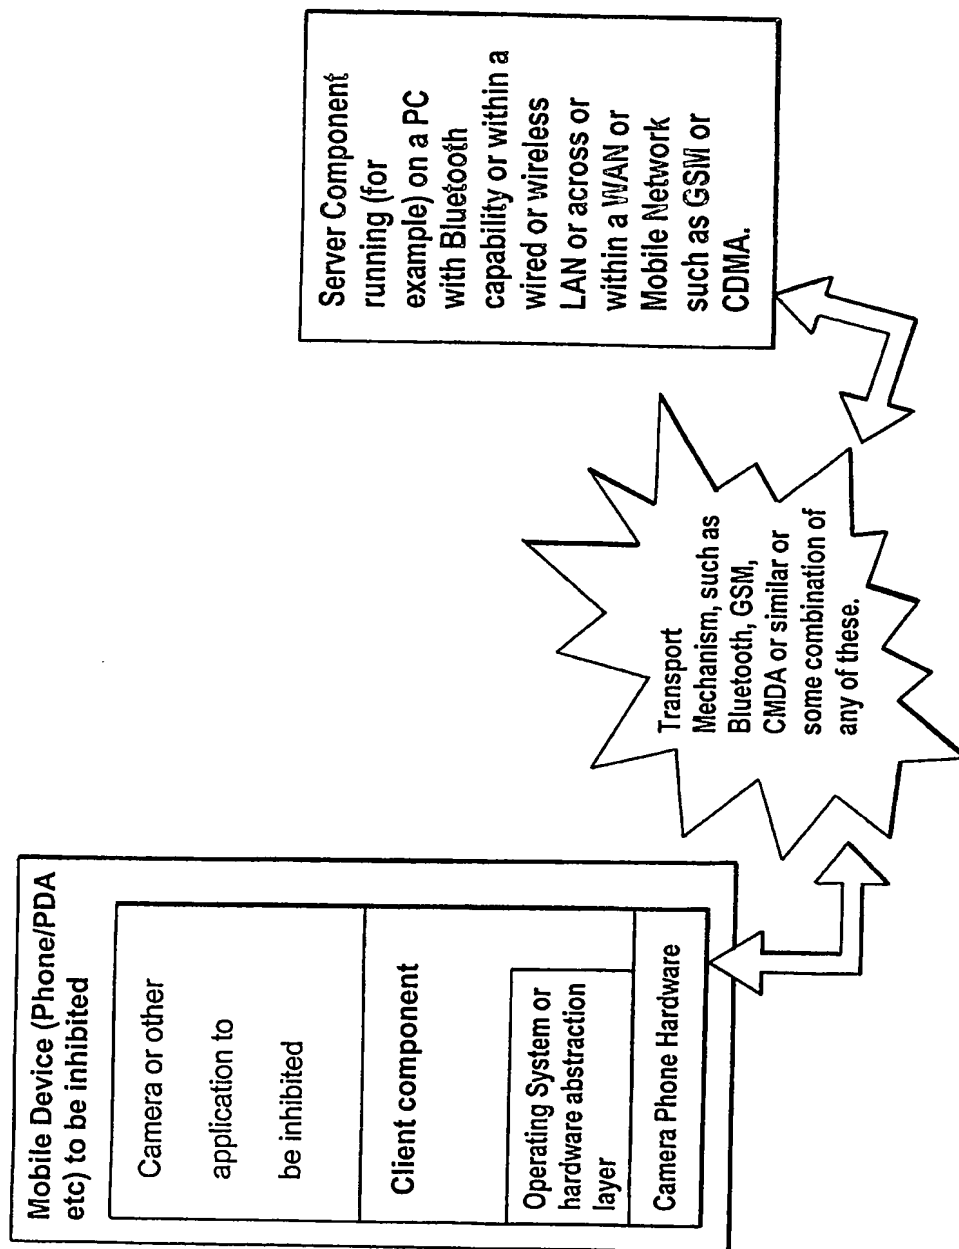 Mobile Device (Phone/PDA
etc) to be inhibited
Camera or other
application to
be inhibited
Client component
Operating System or
hardware abstraction
layer
Camera Phone Hardware
Transport
Mechanism, such as
Bluetooth, GSM,
CMDA or similar or
some combination of
any of these.
Server Component
running (for
example) on a PC
with Bluetooth
capability or within a
wired or wireless
LAN or across or
within a WAN or
Mobile Network
such as GSM or
CDMA.